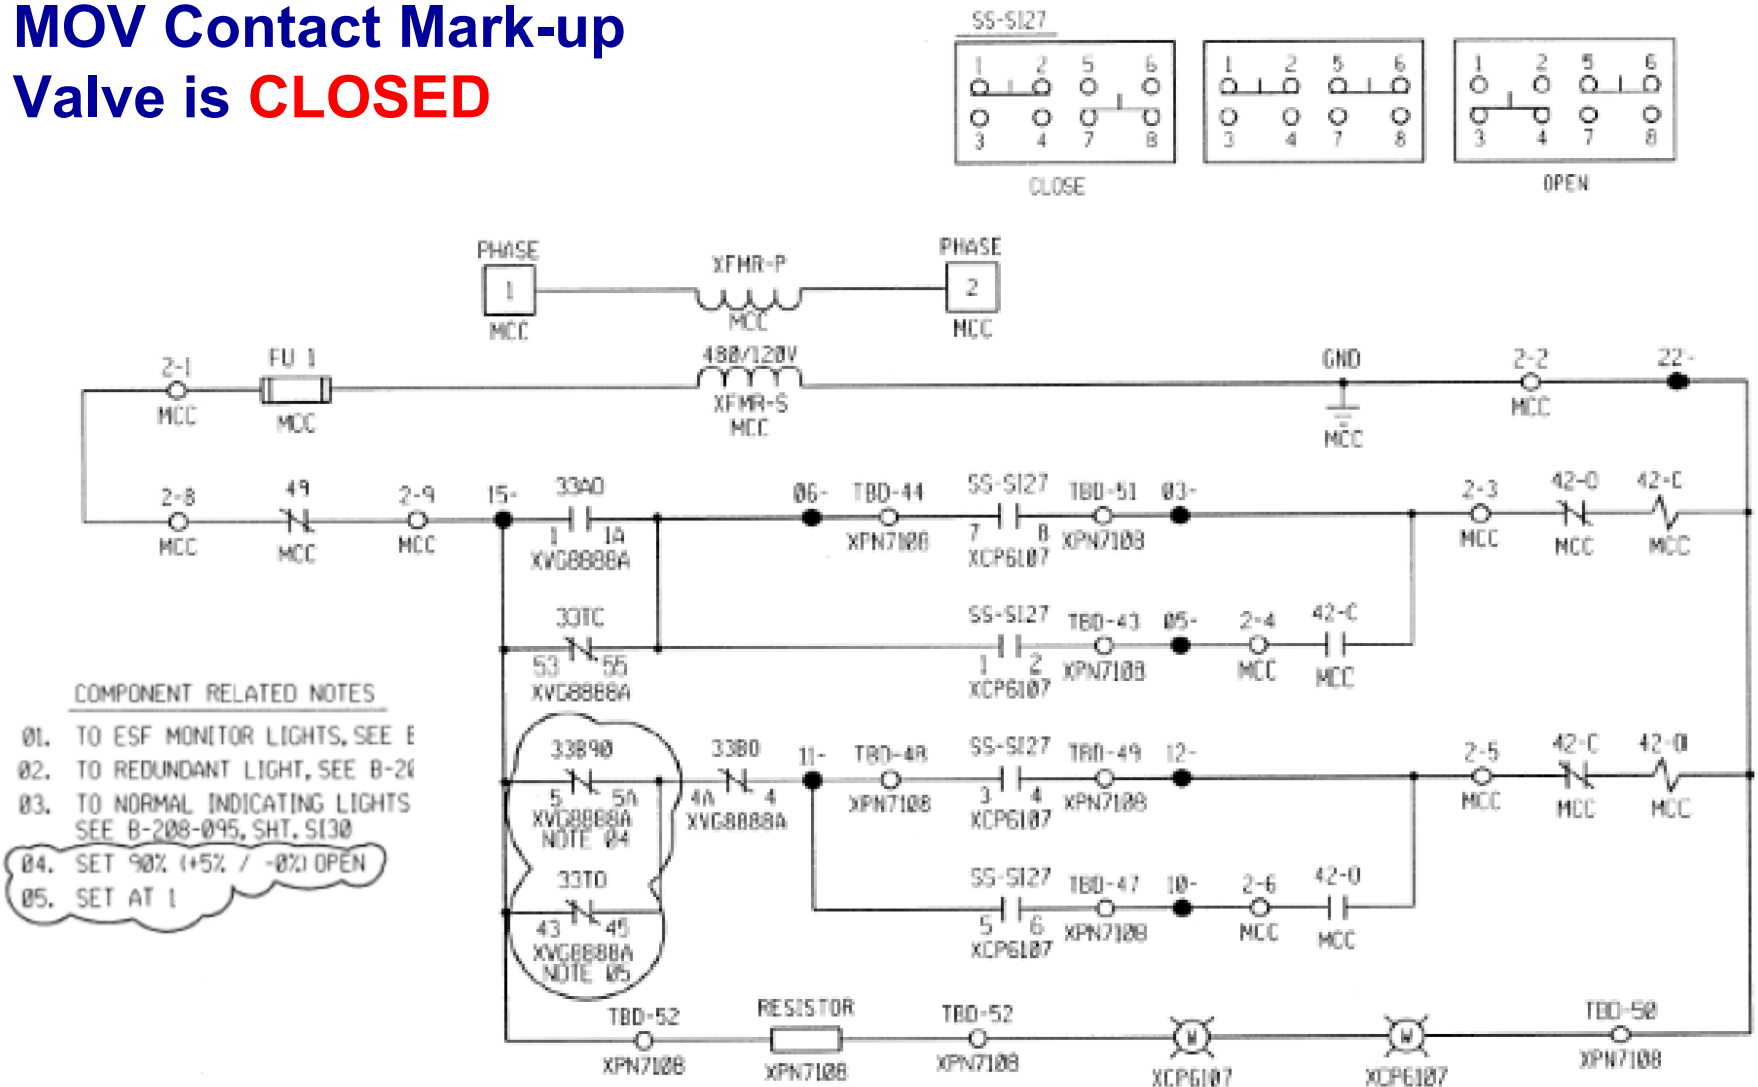 MOV Contact Mark-up
Valve is CLOSED
SS-SI27
1 2 5 6
3 4 7 8
CLOSE
1 2 5 6
3 4 7 8
1 2 5 6
3 4 7 8
OPEN
PHASE
1
MCC
XFMR-P
MCC
PHASE
2
MCC
2-1
MCC
FU 1
MCC
480/120V
XFMR-S
MCC
GND
MCC
2-2
MCC
22-
2-8
MCC
49
MCC
2-9
MCC
15-
33AO
1 1A
XVG8888A
06-
TBD-44
XPN7108
SS-SI27
7 8
XCP6107
TBD-51
XPN7108
03-
2-3
MCC
42-O
MCC
42-C
MCC
33TC
53 55
XVG8888A
SS-SI27
1 2
XCP6107
TBD-43
XPN7108
05-
2-4
MCC
42-C
MCC
COMPONENT RELATED NOTES
01. TO ESF MONITOR LIGHTS, SEE
02. TO REDUNDANT LIGHT, SEE B-20
03. TO NORMAL INDICATING LIGHTS
SEE B-208-095, SHT. SI30
04. SET 90% (+5% / -0%) OPEN
05. SET AT 1
33B90
5 5A
XVG8888A
NOTE 04
33BO
4A 4
XVG8888A
11-
TBD-48
XPN7108
SS-SI27
3 4
XCP6107
TBD-49
XPN7108
12-
2-5
MCC
42-C
MCC
42-O
MCC
33TO
43 45
XVG8888A
NOTE 05
SS-SI27
5 6
XCP6107
TBD-47
XPN7108
10-
2-6
MCC
42-O
MCC
TBD-52
XPN7108
RESISTOR
XPN7108
TBD-52
XPN7108
W
XCP6107
W
XCP6107
TBD-50
XPN7108